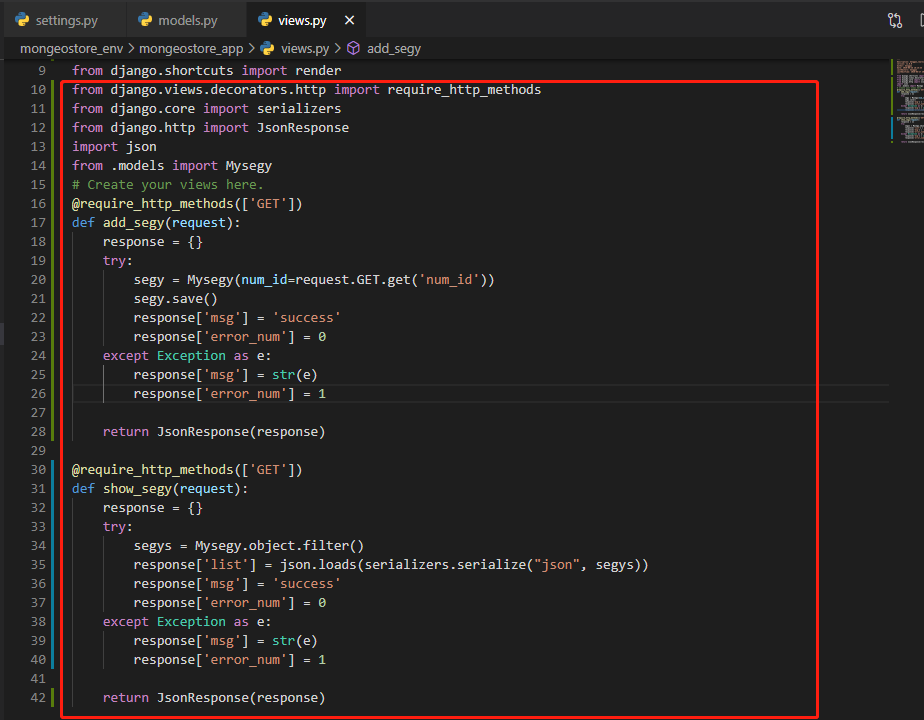 settings.py models.py views.py
mongeostore_env > mongeostore_app > views.py > add_segy
9 from django.shortcuts import render
10 from django.views.decorators.http import require_http_methods
11 from django.core import serializers
12 from django.http import JsonResponse
13 import json
14 from .models import Mysegy
15 # Create your views here.
16 @require_http_methods(['GET'])
17 def add_segy(request):
18     response = {}
19     try:
20         segy = Mysegy(num_id=request.GET.get('num_id'))
21         segy.save()
22         response['msg'] = 'success'
23         response['error_num'] = 0
24     except Exception as e:
25         response['msg'] = str(e)
26         response['error_num'] = 1
27
28     return JsonResponse(response)
29
30 @require_http_methods(['GET'])
31 def show_segy(request):
32     response = {}
33     try:
34         segys = Mysegy.object.filter()
35         response['list'] = json.loads(serializers.serialize("json", segys))
36         response['msg'] = 'success'
37         response['error_num'] = 0
38     except Exception as e:
39         response['msg'] = str(e)
40         response['error_num'] = 1
41
42     return JsonResponse(response)